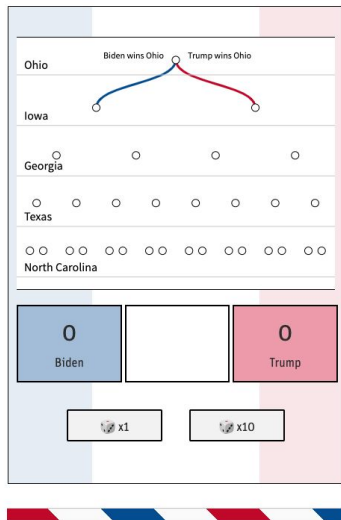 Biden wins Ohio
Trump wins Ohio
Ohio
Iowa
Georgia
Texas
North Carolina
0
Biden
0
Trump
x1
x10